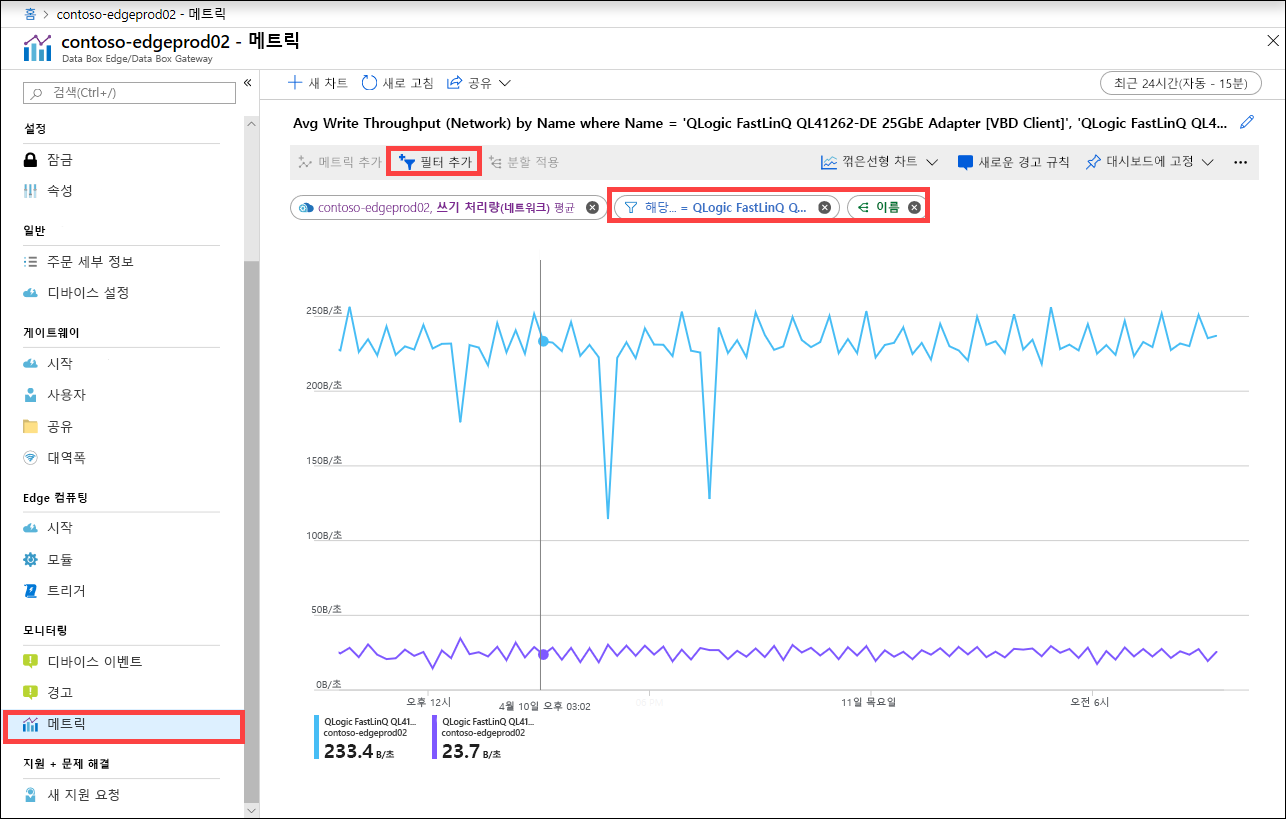 홈 > contoso-edgeprod02 - 메트릭
contoso-edgeprod02 - 메트릭
Data Box Edge/Data Box Gateway
검색(Ctrl+/)
설정
잠금
속성
일반
주문 세부 정보
디바이스 설정
게이트웨이
시작
사용자
공유
대역폭
Edge 컴퓨팅
시작
모듈
트리거
모니터링
디바이스 이벤트
경고
메트릭
지원 + 문제 해결
새 지원 요청
새 차트 새로 고침 공유 최근 24시간(자동 - 15분)
Avg Write Throughput (Network) by Name where Name = 'QLogic FastLinQ QL41262-DE 25GbE Adapter [VBD Client]', 'QLogic FastLinQ QL4...
메트릭 추가 필터 추가 분할 적용 꺾은선형 차트 새로운 경고 규칙 대시보드에 고정
contoso-edgeprod02, 쓰기 처리량(네트워크) 평균 해당... = QLogic FastLinQ Q... 이름
250B/초
200B/초
150B/초
100B/초
50B/초
0B/초
오후 12시 4월 10일 오후 03:02 11일 목요일 오전 6시
QLogic FastLinQ QL41... QLogic FastLinQ QL41...
contoso-edgeprod02 contoso-edgeprod02
233.4 B/초 23.7 B/초